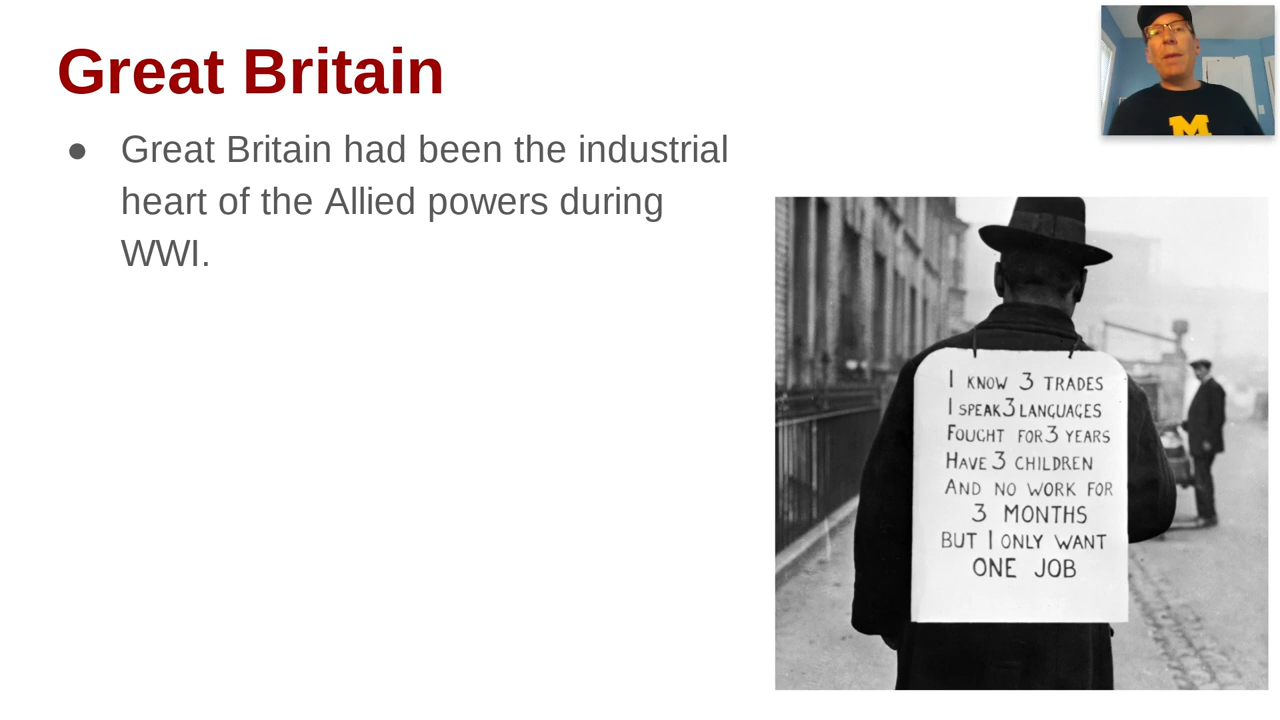 Great Britain
● Great Britain had been the industrial
heart of the Allied powers during
WWI.
M
I KNOW 3 TRADES
I SPEAK 3 LANGUAGES
FOUGHT FOR 3 YEARS
HAVE 3 CHILDREN
AND NO WORK FOR
3 MONTHS
BUT I ONLY WANT
ONE JOB